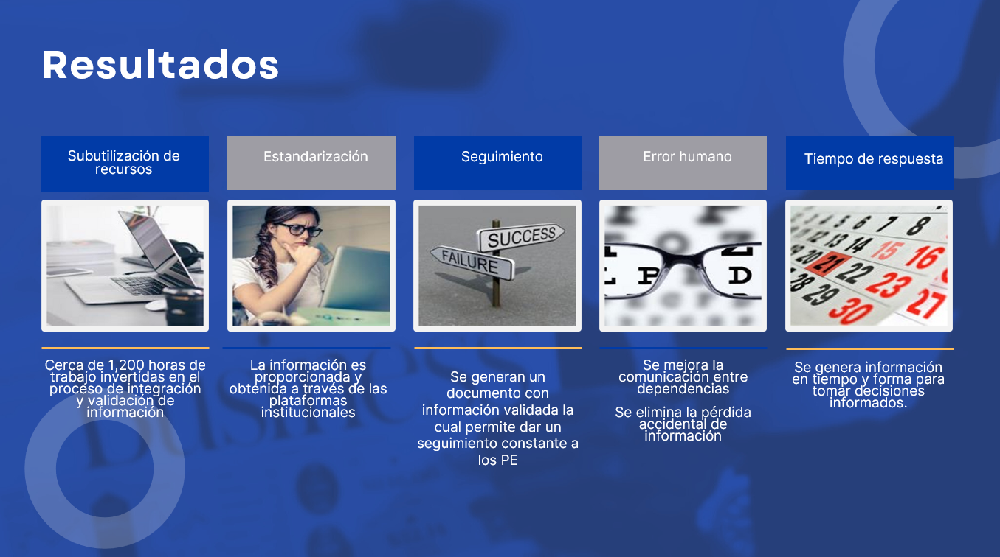 Resultados
Subutilización de
recursos
Estandarización
Seguimiento
Error humano
Tiempo de respuesta
SUCCESS
FAILURE
L P D Z
6 7 8
12 13 14 15 16
20 21 22 23
28 29 30 27
Cerca de 1,200 horas de
trabajo invertidas en el
proceso de integración
y validación de
información
La información es
proporcionada y
obtenida a través de las
plataformas
institucionales
Se generan un
documento con
información validada la
cual permite dar un
seguimiento constante a
los PE
Se mejora la
comunicación entre
dependencias
Se elimina la pérdida
accidental de
información
Se genera información
en tiempo y forma para
tomar decisiones
informados.
Business